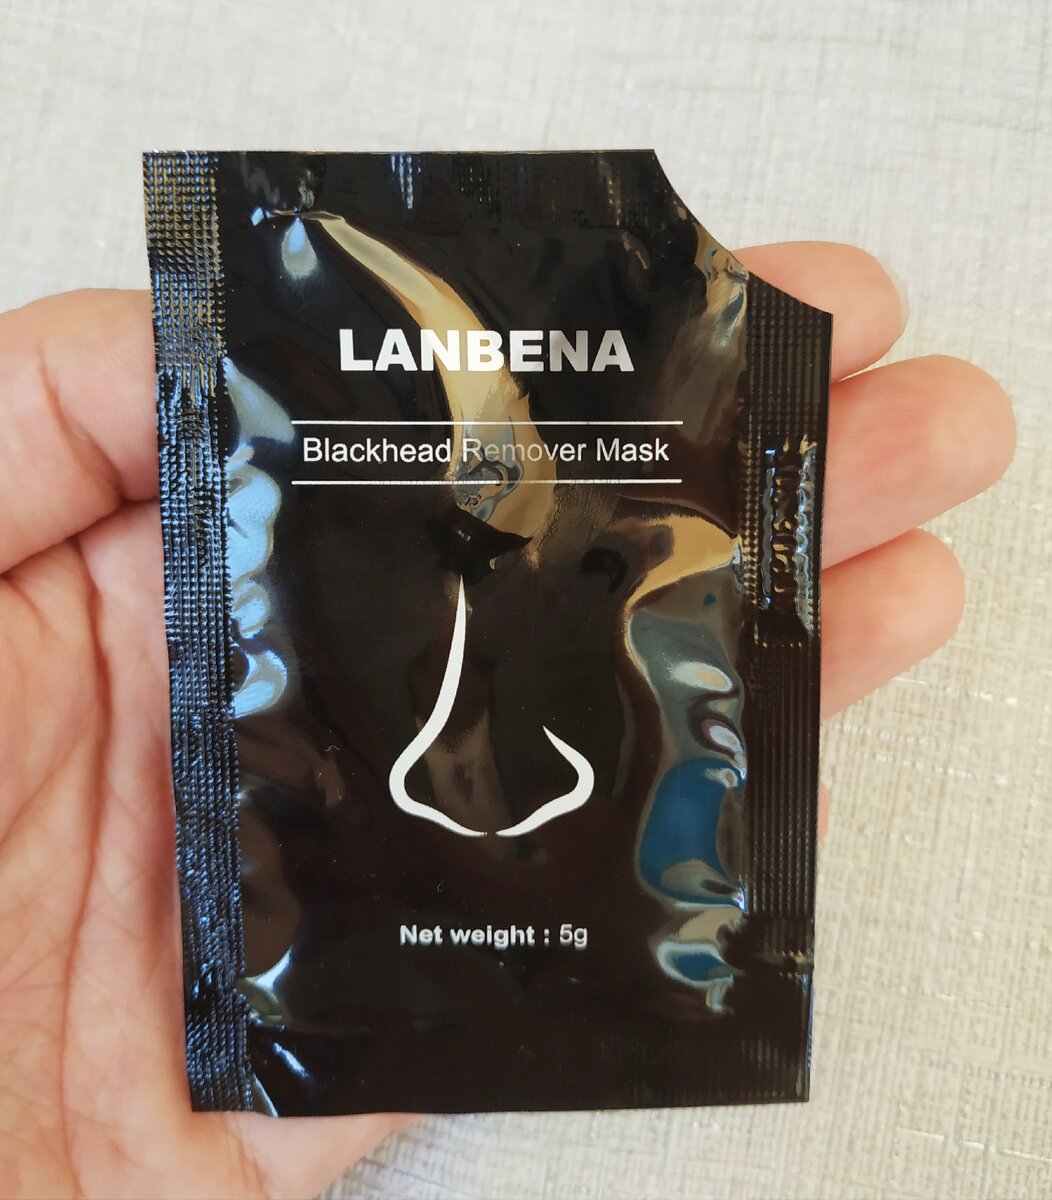 LANBENA
Blackhead Remover Mask
Net weight : 5g